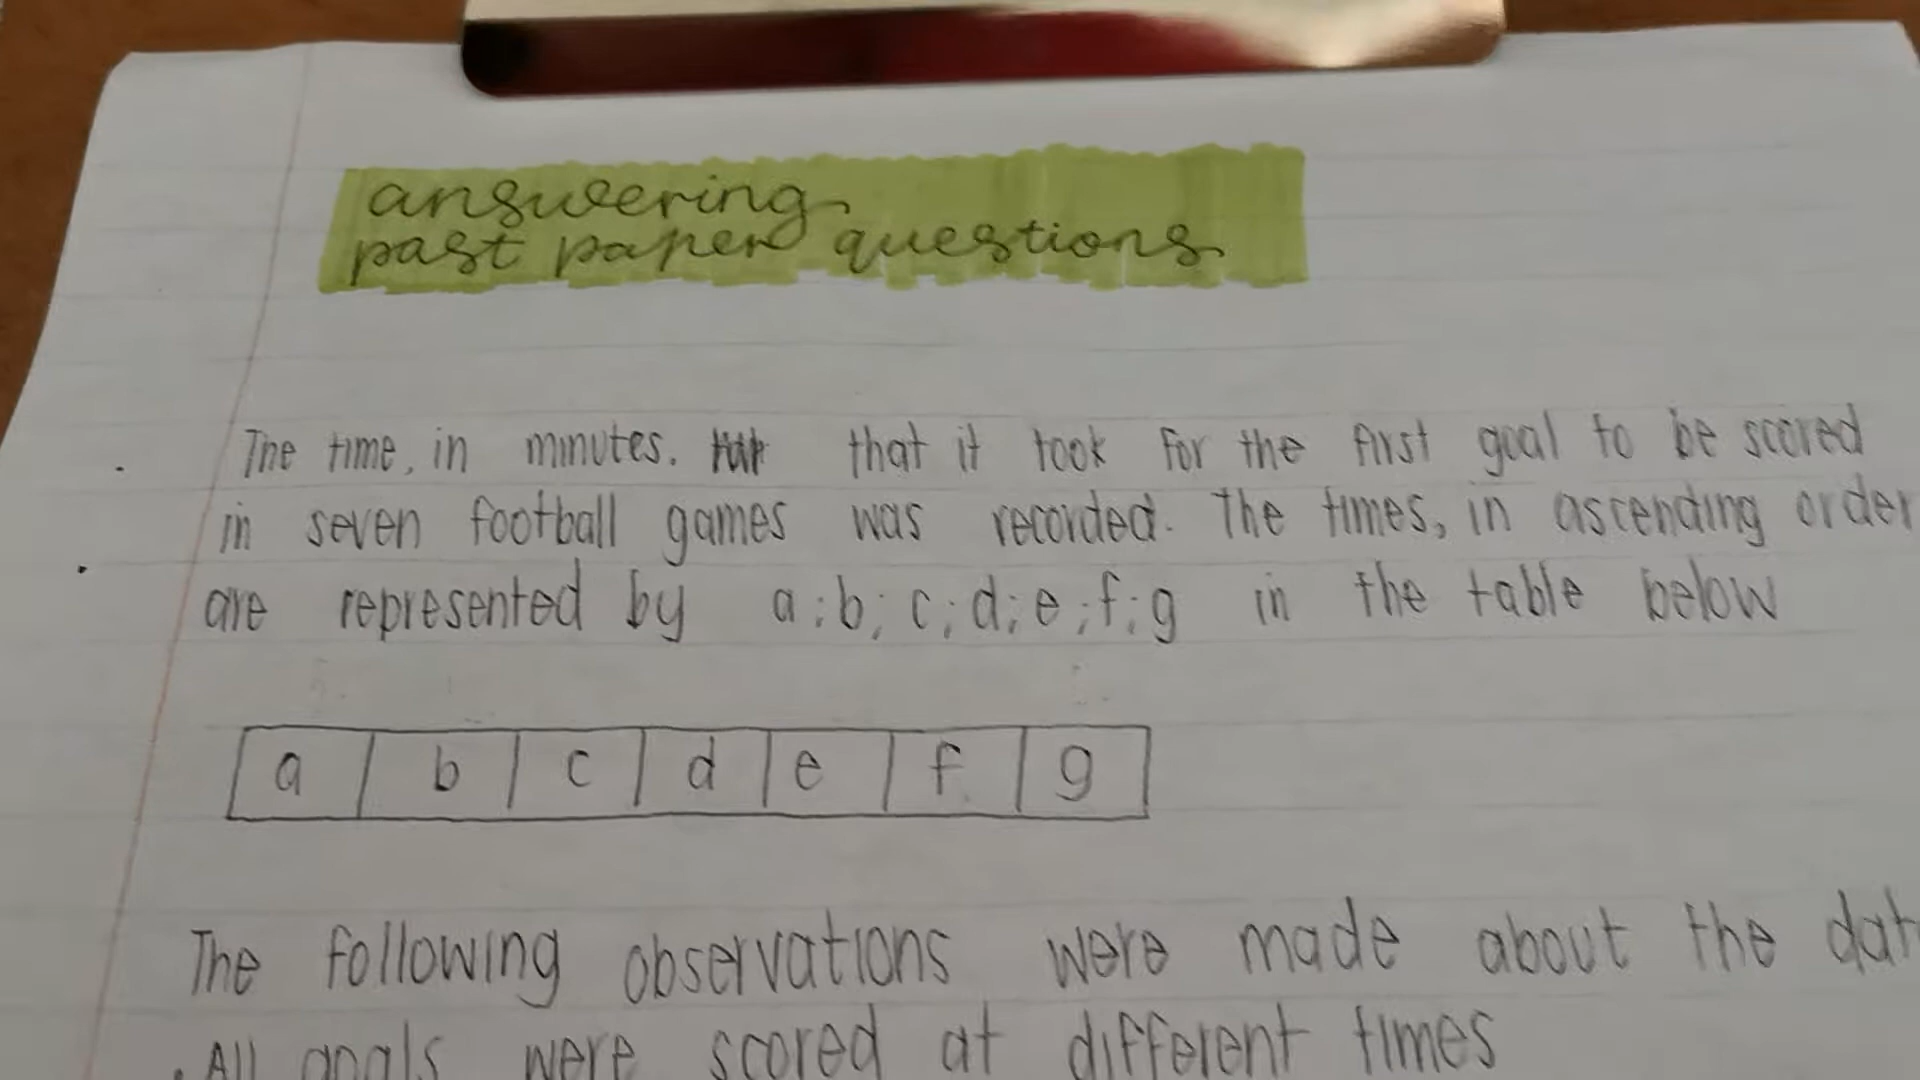 answering
past paper questions
The time, in minutes. that it took for the first goal to be scored
in seven football games was recorded. The times, in ascending order
are represented by a ; b ; c ; d ; e ; f ; g in the table below
a b c d e f g
The following observations were made about the dat
. All goals were scored at different times